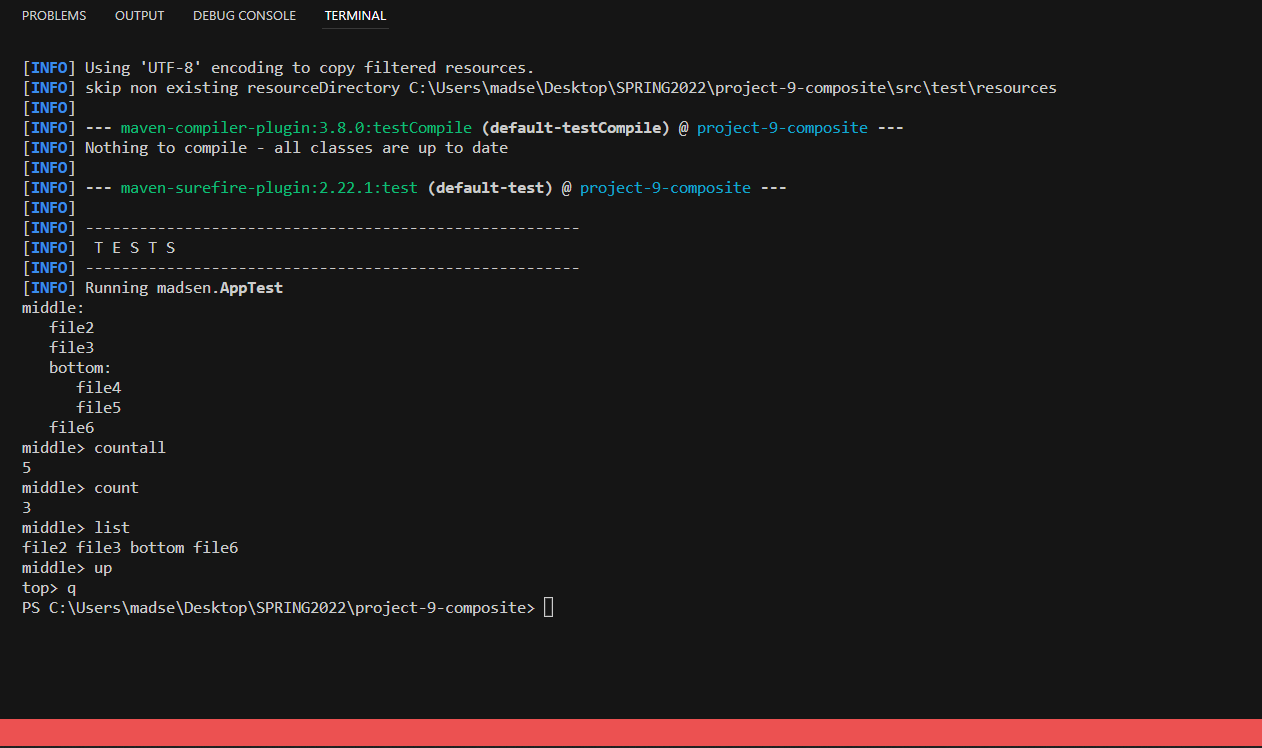 PROBLEMS OUTPUT DEBUG CONSOLE TERMINAL
[INFO] Using 'UTF-8' encoding to copy filtered resources.
[INFO] skip non existing resourceDirectory C:\Users\madse\Desktop\SPRING2022\project-9-composite\src\test\resources
[INFO]
[INFO] --- maven-compiler-plugin:3.8.0:testCompile (default-testCompile) @ project-9-composite ---
[INFO] Nothing to compile - all classes are up to date
[INFO]
[INFO] --- maven-surefire-plugin:2.22.1:test (default-test) @ project-9-composite ---
[INFO]
[INFO] -------------------------------------------------------
[INFO]  T E S T S
[INFO] -------------------------------------------------------
[INFO] Running madsen.AppTest
middle:
   file2
   file3
   bottom:
      file4
      file5
   file6
middle> countall
5
middle> count
3
middle> list
file2 file3 bottom file6
middle> up
top> q
PS C:\Users\madse\Desktop\SPRING2022\project-9-composite>